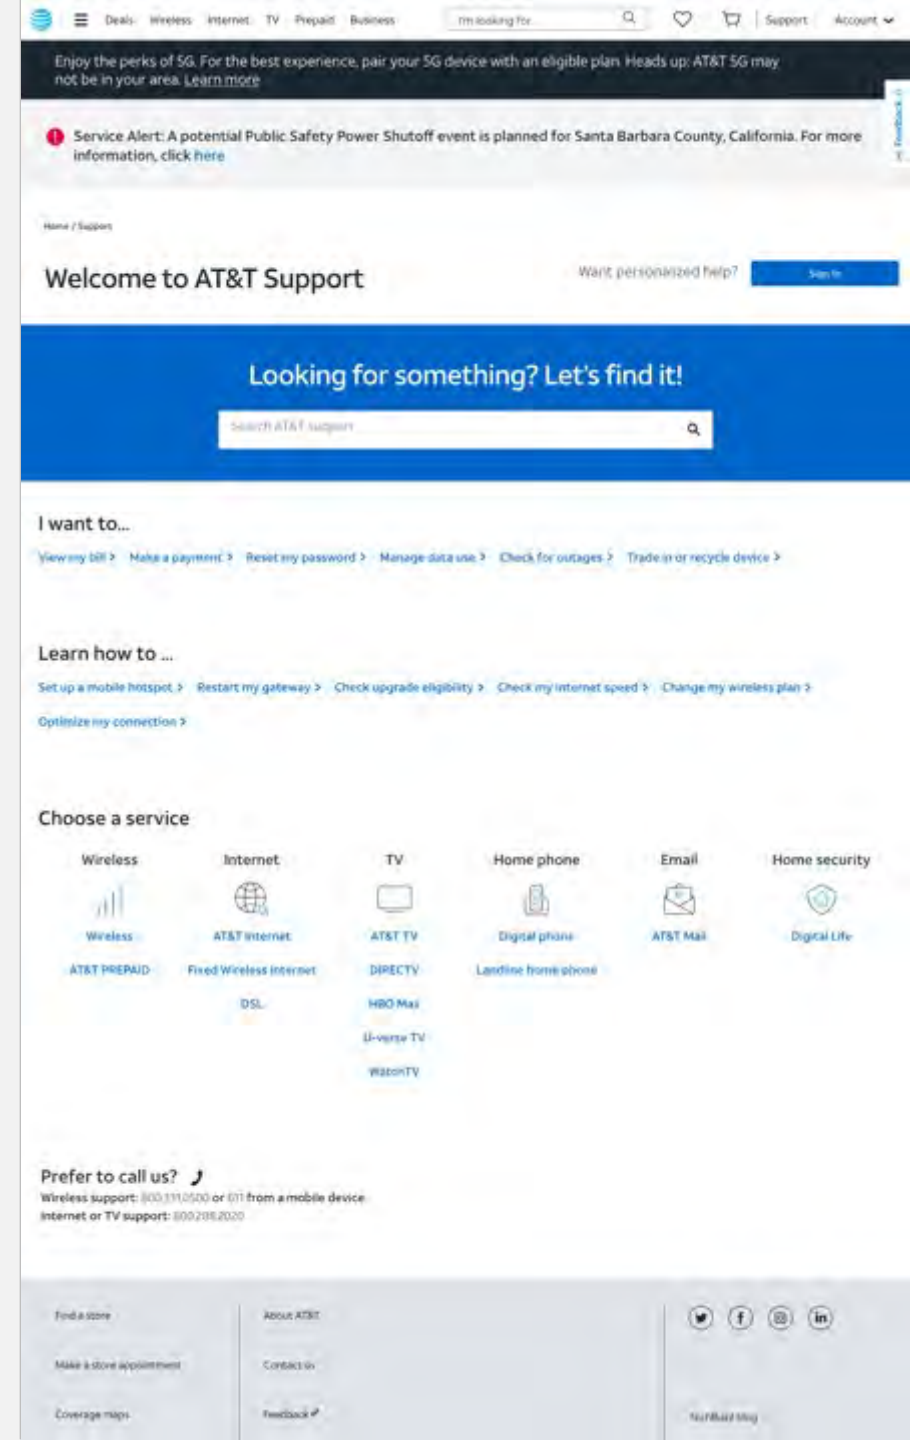 Deals Wireless Internet TV Prepaid Business I'm looking for Support Account
Enjoy the perks of 5G. For the best experience, pair your 5G device with an eligible plan. Heads up: AT&T 5G may
not be in your area. Learn more
Feedback
Service Alert: A potential Public Safety Power Shutoff event is planned for Santa Barbara County, California. For more
information, click here
Home / Support
Welcome to AT&T Support
Want personalized help? Sign in
Looking for something? Let's find it!
Search AT&T support
I want to...
View my bill > Make a payment > Reset my password > Manage data use > Check for outages > Trade in or recycle device >
Learn how to ...
Set up a mobile hotspot > Restart my gateway > Check upgrade eligibility > Check my internet speed > Change my wireless plan >
Optimize my connection >
Choose a service
Wireless Internet TV Home phone Email Home security
Wireless AT&T Internet AT&T TV Digital phone AT&T Mail Digital Life
AT&T PREPAID Fixed Wireless Internet DIRECTV Landline home phone
DSL HBO Max
U-verse TV
WatchTV
Prefer to call us?
Wireless support: or 611 from a mobile device
Internet or TV support: 800.288.2020
Find a store About AT&T
Make a store appointment Contact us
Coverage maps Feedback
blog